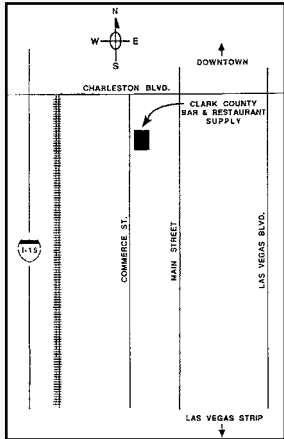 N
W E
S
DOWNTOWN
CHARLESTON BLVD.
CLARK COUNTY
BAR & RESTAURANT
SUPPLY
I-15
COMMERCE ST.
MAIN STREET
LAS VEGAS BLVD.
LAS VEGAS STRIP